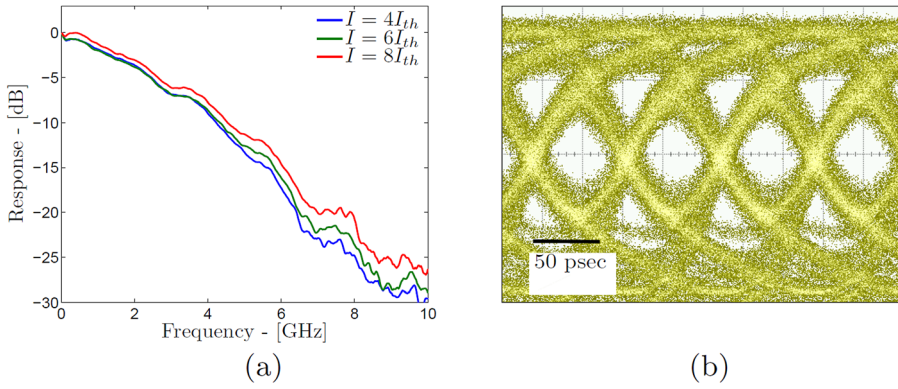 I = 4I_th
I = 6I_th
I = 8I_th
0
−5
−10
−15
−20
−25
−30
Response - [dB]
0 2 4 6 8 10
Frequency - [GHz]
50 psec
(a) (b)